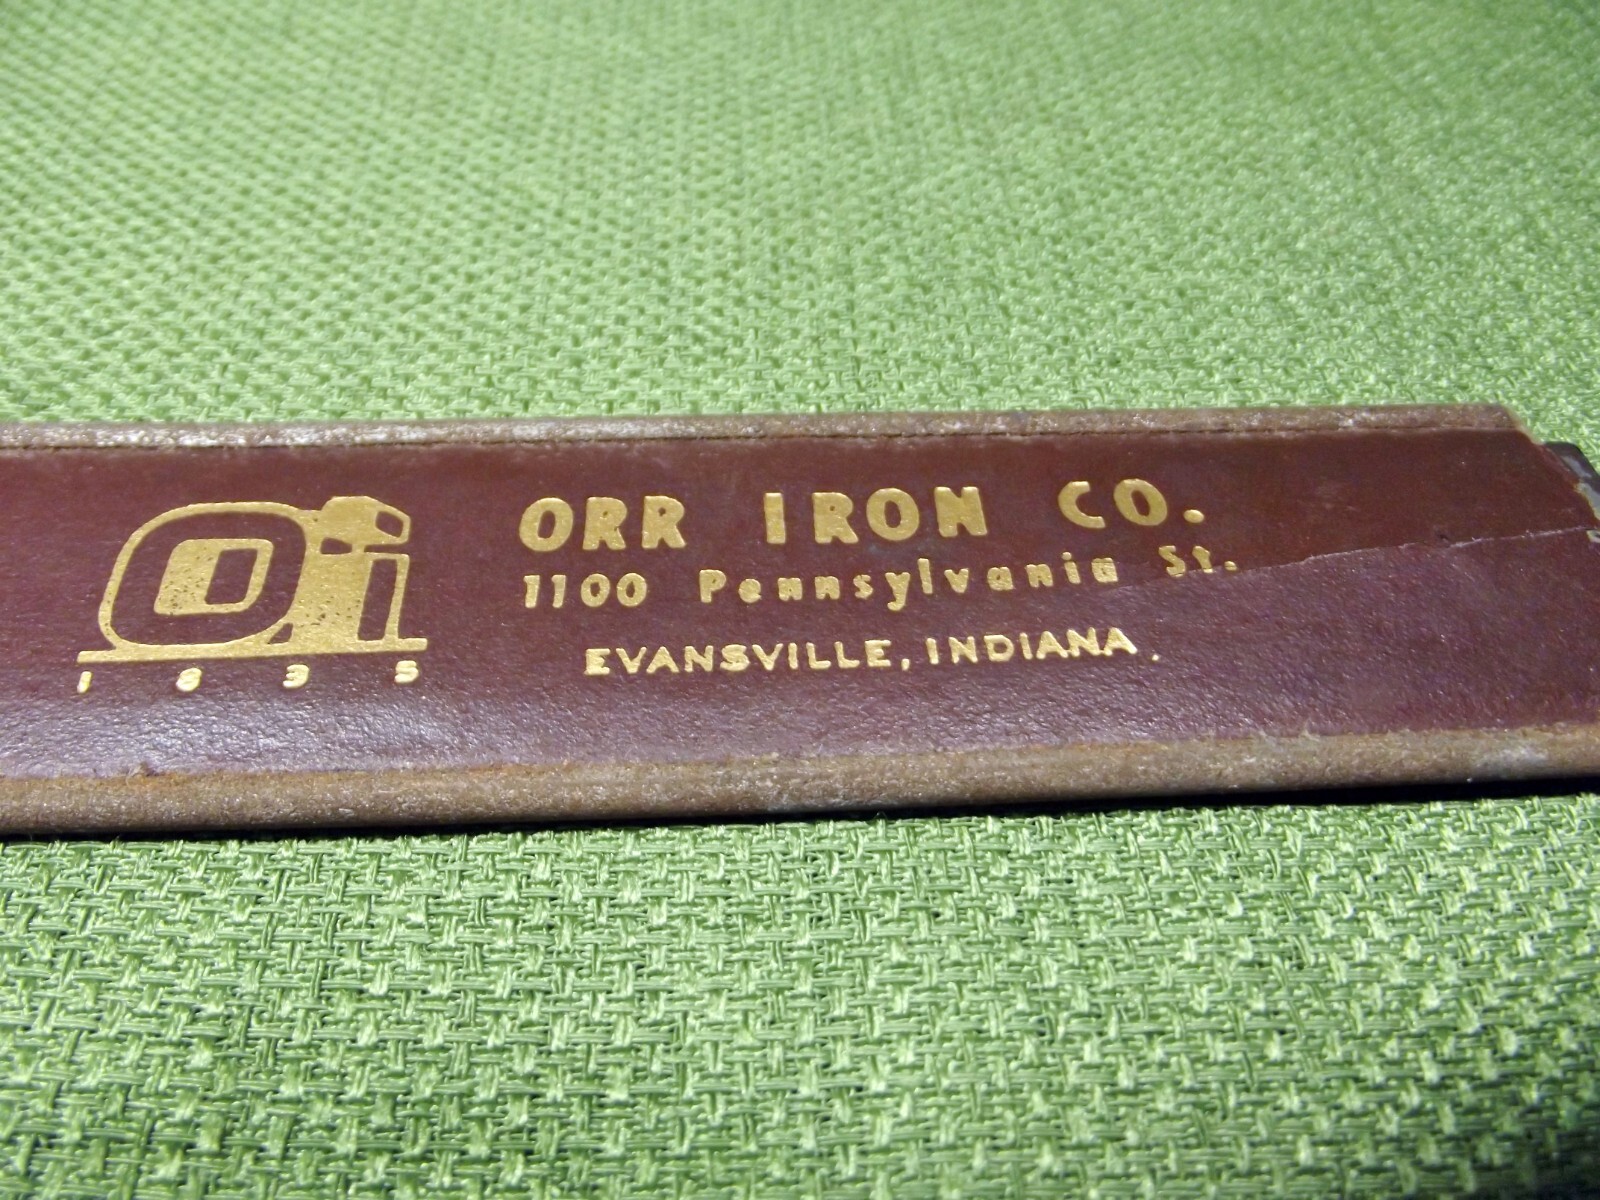 Oi
1835
ORR IRON CO.
1100 Pennsylvania St.
EVANSVILLE, INDIANA.